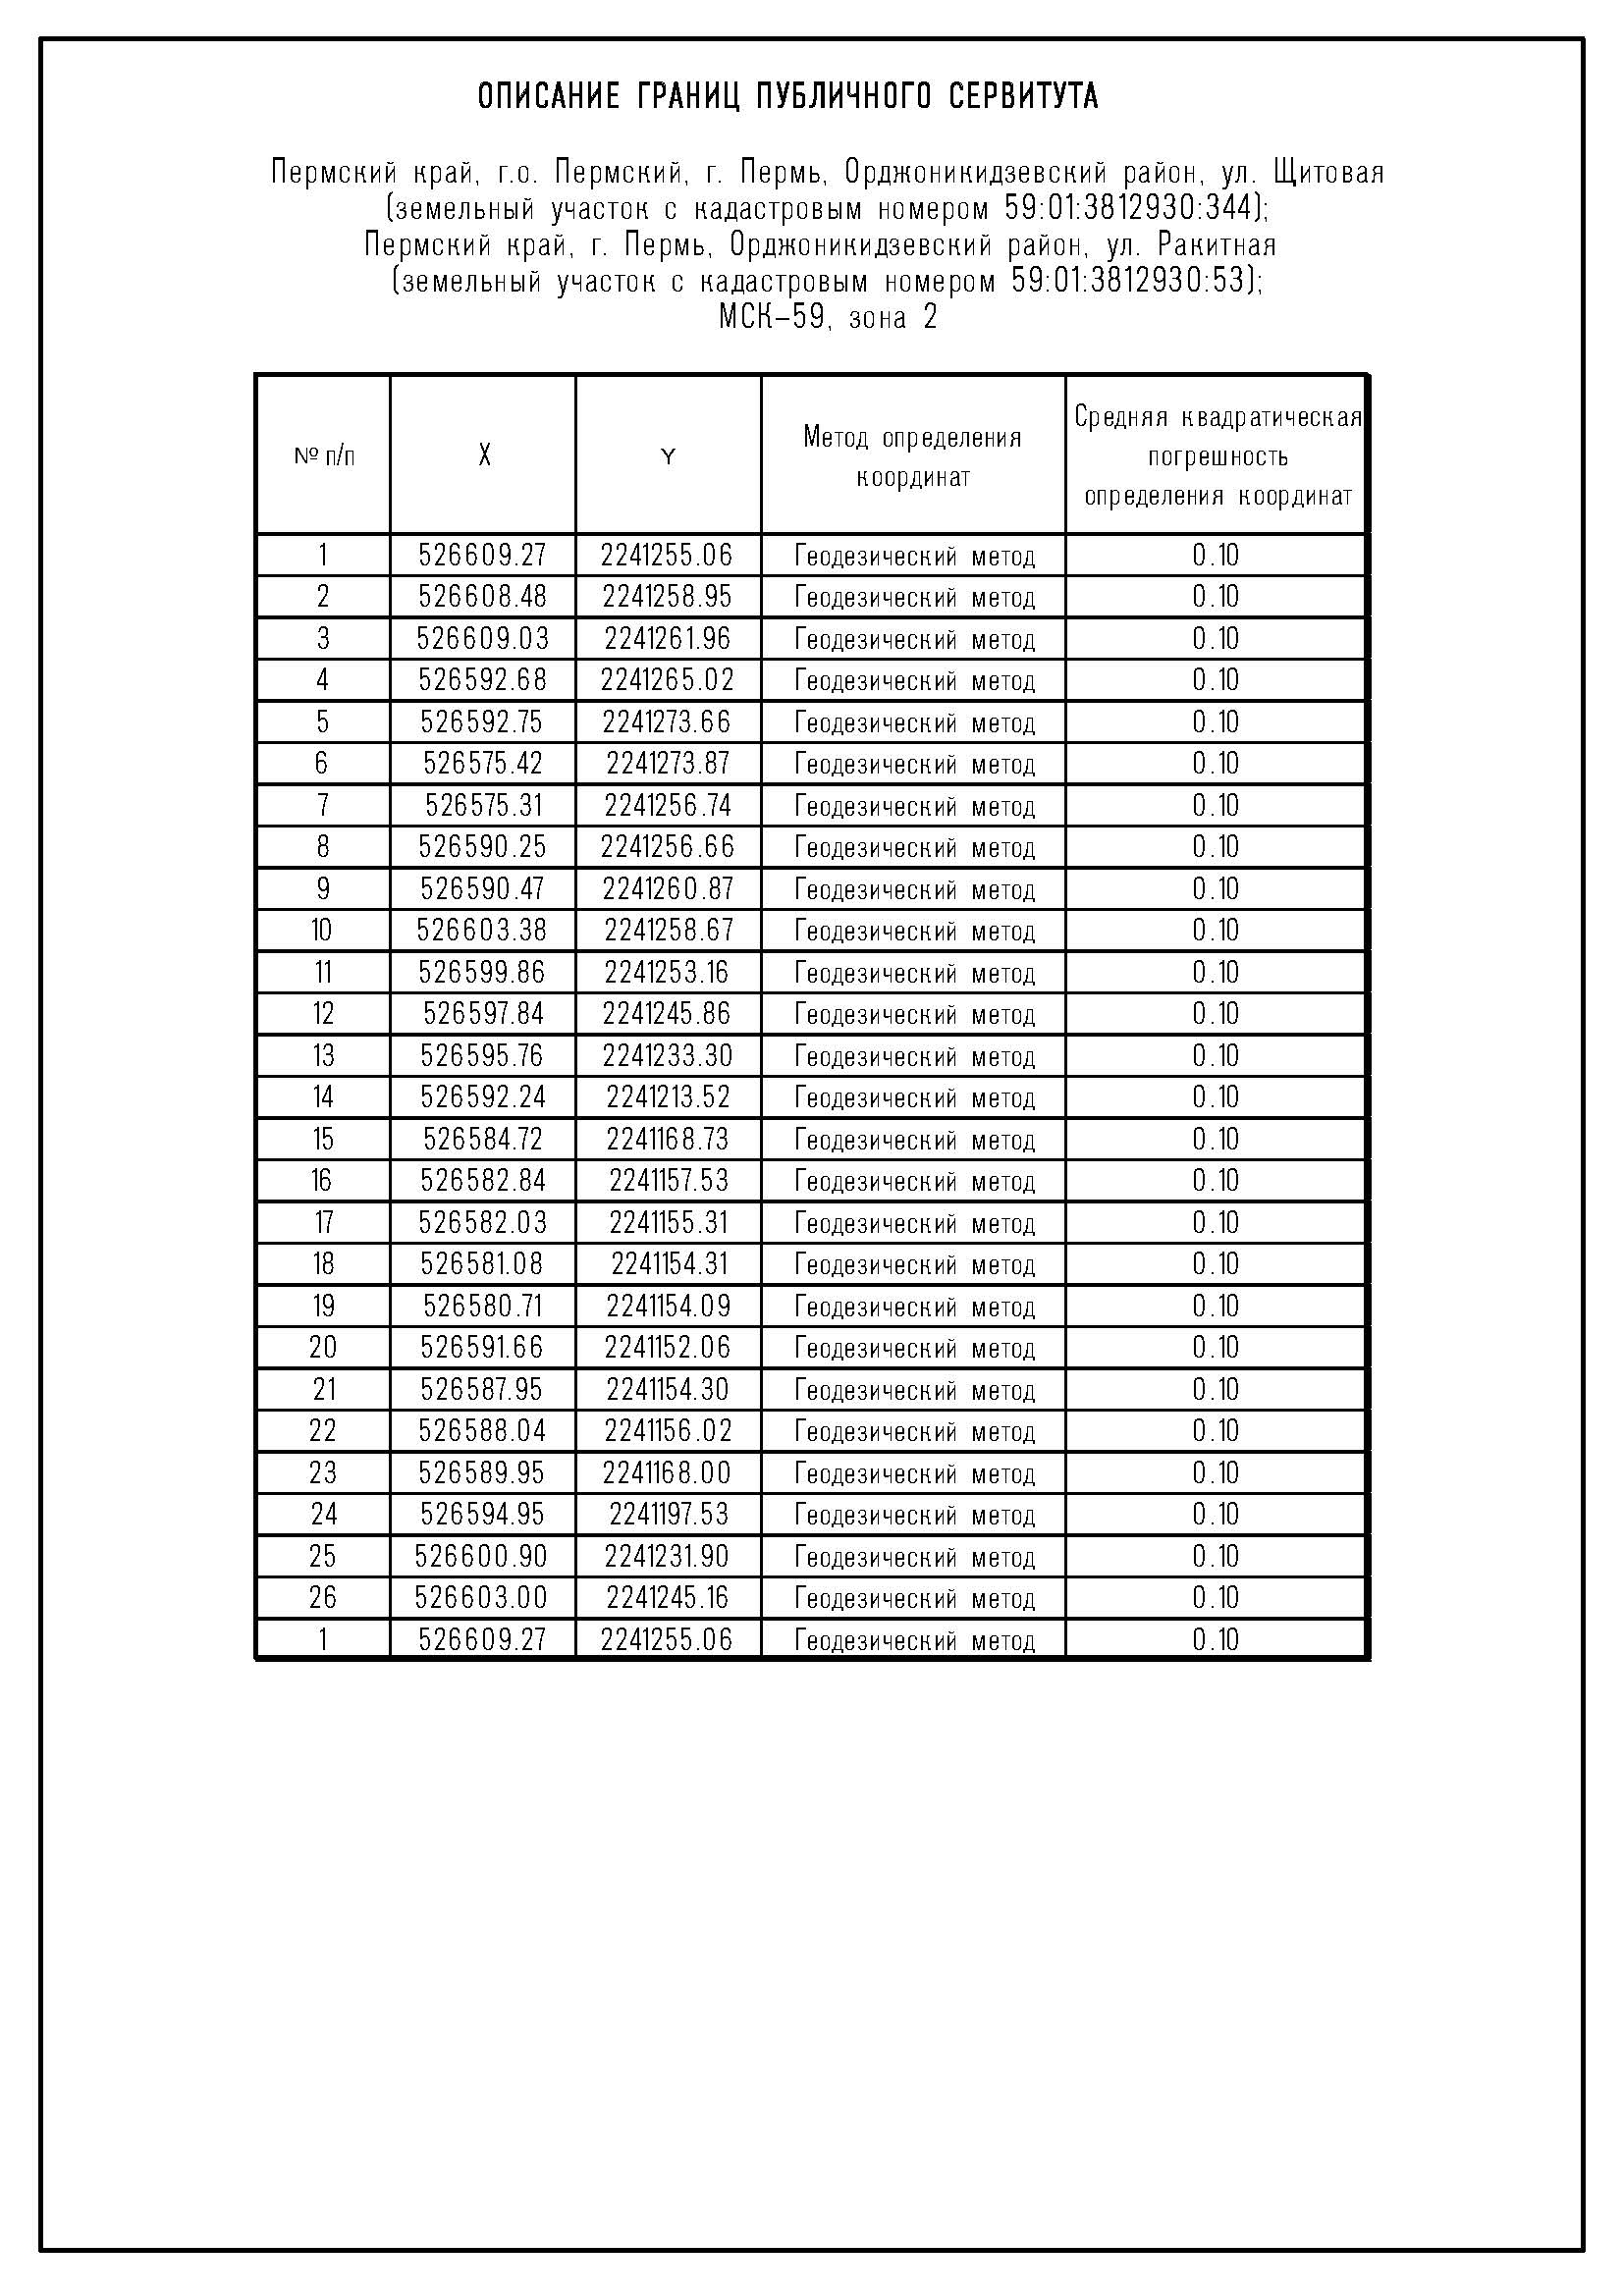 ОПИСАНИЕ ГРАНИЦ ПУБЛИЧНОГО СЕРВИТУТА
Пермский край, г.о. Пермский, г. Пермь, Орджоникидзевский район, ул. Щитовая
(земельный участок с кадастровым номером 59:01:3812930:344);
Пермский край, г. Пермь, Орджоникидзевский район, ул. Ракитная
(земельный участок с кадастровым номером 59:01:3812930:53);
МСК-59, зона 2
№ п/п X Y Метод определения координат Средняя квадратическая погрешность определения координат
1 526609.27 2241255.06 Геодезический метод 0.10
2 526608.48 2241258.95 Геодезический метод 0.10
3 526609.03 2241261.96 Геодезический метод 0.10
4 526592.68 2241265.02 Геодезический метод 0.10
5 526592.75 2241273.66 Геодезический метод 0.10
6 526575.42 2241273.87 Геодезический метод 0.10
7 526575.31 2241256.74 Геодезический метод 0.10
8 526590.25 2241256.66 Геодезический метод 0.10
9 526590.47 2241260.87 Геодезический метод 0.10
10 526603.38 2241258.67 Геодезический метод 0.10
11 526599.86 2241253.16 Геодезический метод 0.10
12 526597.84 2241245.86 Геодезический метод 0.10
13 526595.76 2241233.30 Геодезический метод 0.10
14 526592.24 2241213.52 Геодезический метод 0.10
15 526584.72 2241168.73 Геодезический метод 0.10
16 526582.84 2241157.53 Геодезический метод 0.10
17 526582.03 2241155.31 Геодезический метод 0.10
18 526581.08 2241154.31 Геодезический метод 0.10
19 526580.71 2241154.09 Геодезический метод 0.10
20 526591.66 2241152.06 Геодезический метод 0.10
21 526587.95 2241154.30 Геодезический метод 0.10
22 526588.04 2241156.02 Геодезический метод 0.10
23 526589.95 2241168.00 Геодезический метод 0.10
24 526594.95 2241197.53 Геодезический метод 0.10
25 526600.90 2241231.90 Геодезический метод 0.10
26 526603.00 2241245.16 Геодезический метод 0.10
1 526609.27 2241255.06 Геодезический метод 0.10